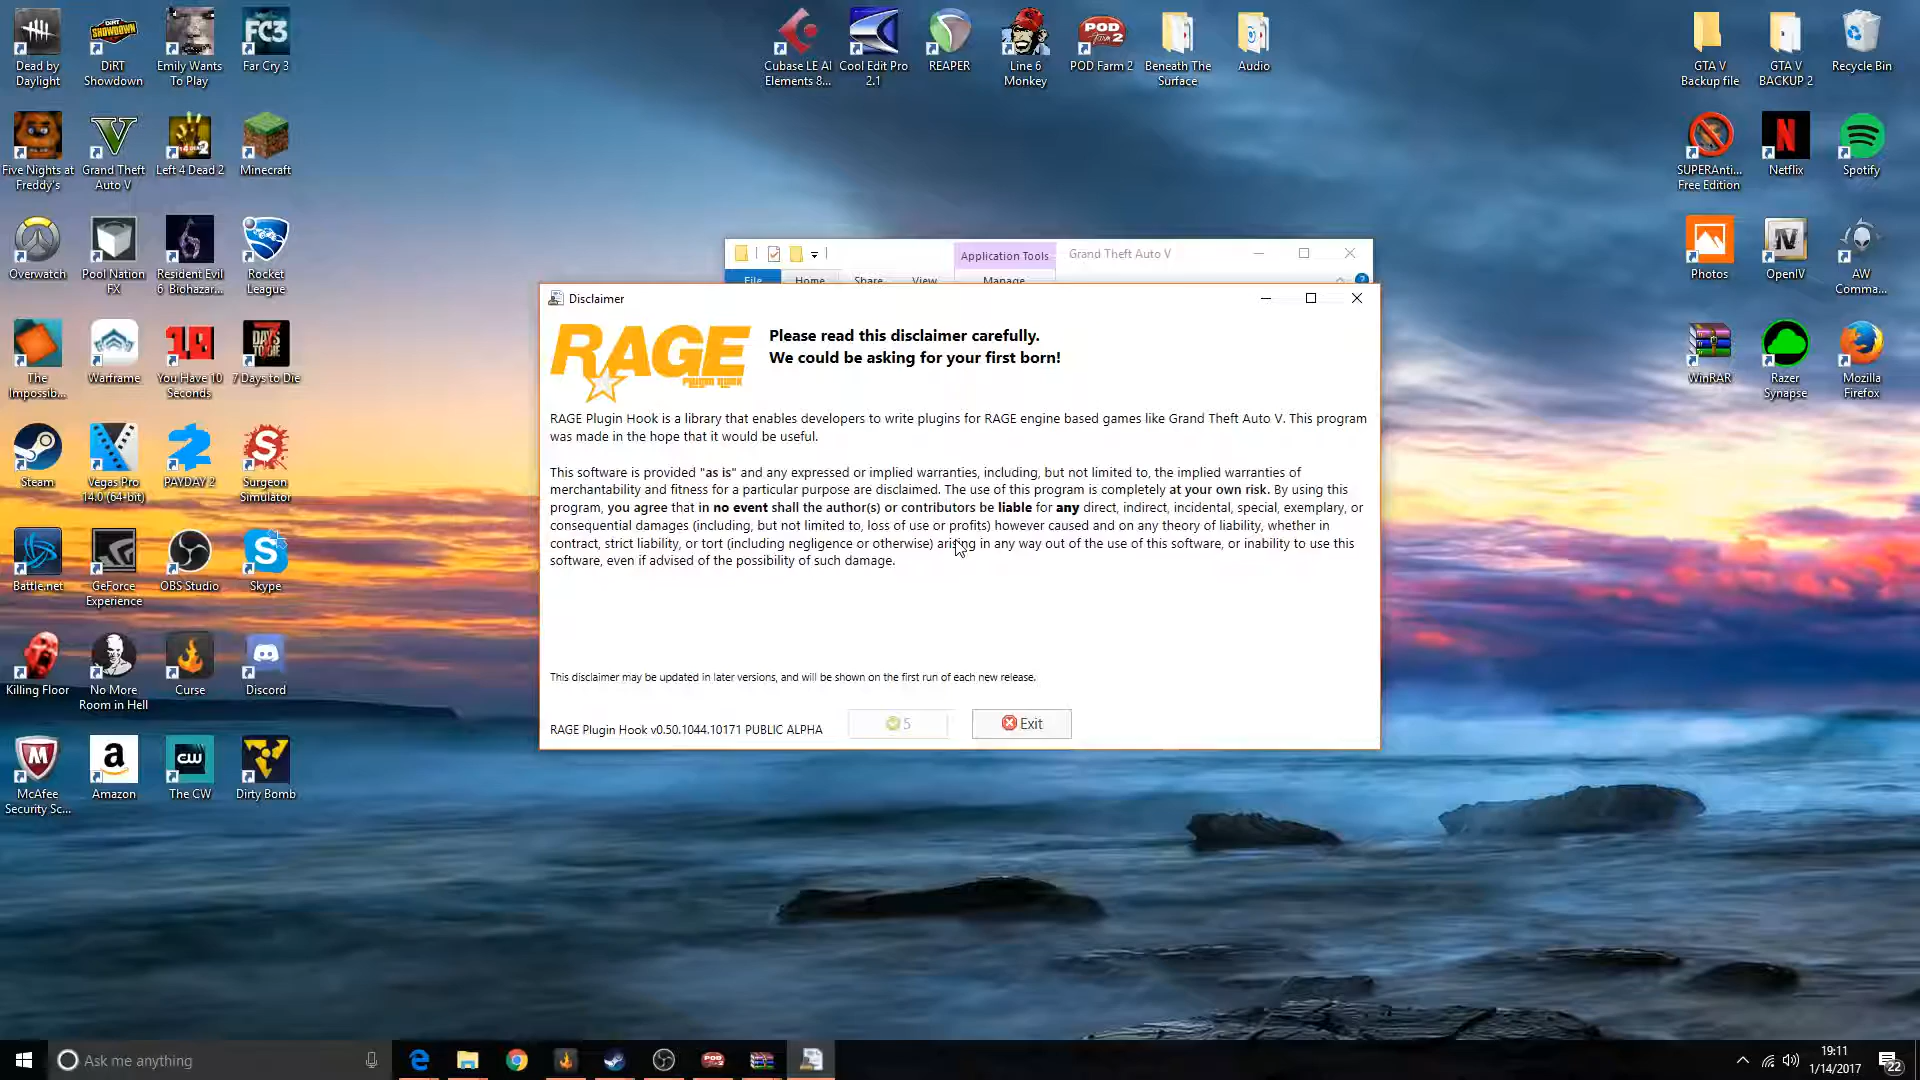 Dead by
Daylight
DiRT
Showdown
Emily Wants
To Play
FC3
Far Cry 3
Cubase LE AI
Elements 8...
Cool Edit Pro
2.1
REAPER
Line 6
Monkey
POD
Farm 2
POD Farm 2
Beneath The
Surface
Audio
GTA V
Backup file
GTA V
BACKUP 2
Recycle Bin
Five Nights at
Freddy's
Grand Theft
Auto V
Left 4 Dead 2
Minecraft
SUPERAnti...
Free Edition
Netflix
Spotify
Overwatch
Pool Nation
FX
Resident Evil
6 Biohazar...
Rocket
League
Photos
OpenIV
AW
Comma...
The
Impossib...
Warframe
You Have 10
Seconds
7 Days to Die
WinRAR
Razer
Synapse
Mozilla
Firefox
Steam
Vegas Pro
14.0 (64-bit)
PAYDAY 2
Surgeon
Simulator
Battle.net
GeForce
Experience
OBS Studio
Skype
Killing Floor
No More
Room in Hell
Curse
Discord
McAfee
Security Sc...
Amazon
The CW
Dirty Bomb
Application Tools
Grand Theft Auto V
File
Home
Share
View
Manage
Disclaimer
RAGE
PLUGIN HOOK
Please read this disclaimer carefully.
We could be asking for your first born!
RAGE Plugin Hook is a library that enables developers to write plugins for RAGE engine based games like Grand Theft Auto V. This program
was made in the hope that it would be useful.
This software is provided "as is" and any expressed or implied warranties, including, but not limited to, the implied warranties of
merchantability and fitness for a particular purpose are disclaimed. The use of this program is completely at your own risk. By using this
program, you agree that in no event shall the author(s) or contributors be liable for any direct, indirect, incidental, special, exemplary, or
consequential damages (including, but not limited to, loss of use or profits) however caused and on any theory of liability, whether in
contract, strict liability, or tort (including negligence or otherwise) arising in any way out of the use of this software, or inability to use this
software, even if advised of the possibility of such damage.
This disclaimer may be updated in later versions, and will be shown on the first run of each new release.
RAGE Plugin Hook v0.50.1044.10171 PUBLIC ALPHA
5
Exit
Ask me anything
19:11
1/14/2017
22